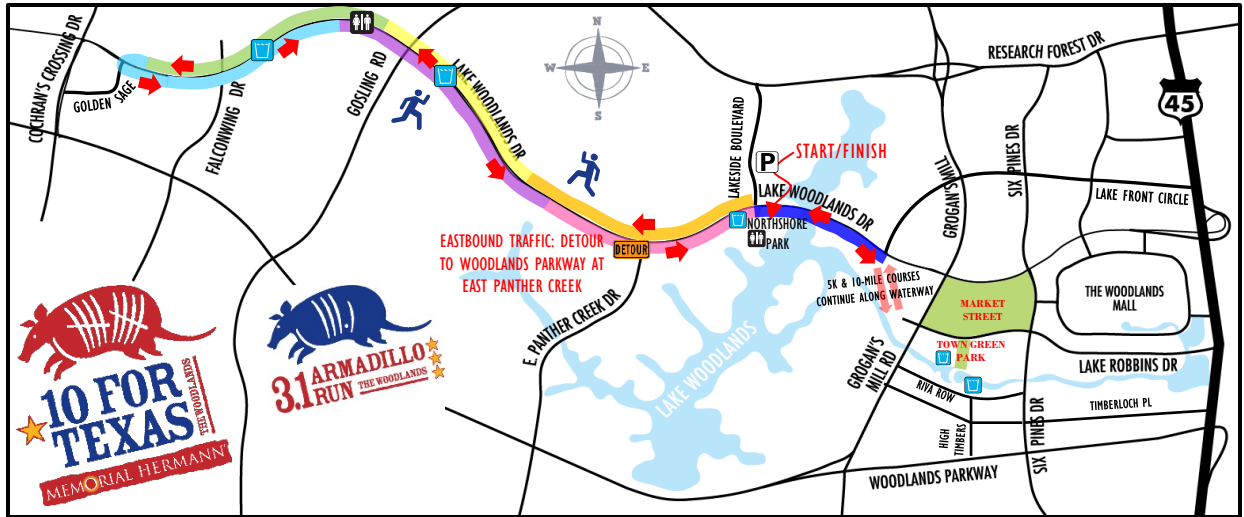 COCHRAN'S CROSSING DR
GOLDEN SAGE
FALCONWING DR
GOSLING RD
LAKE WOODLANDS DR
N
W
E
S
LAKESIDE BOULEVARD
P
START/FINISH
LAKE WOODLANDS DR
NORTHSHORE
PARK
RESEARCH FOREST DR
45
GROGAN'S MILL
SIX PINES DR
LAKE FRONT CIRCLE
EASTBOUND TRAFFIC: DETOUR
TO WOODLANDS PARKWAY AT
EAST PANTHER CREEK
DETOUR
E. PANTHER CREEK DR
LAKE WOODLANDS
5K & 10-MILE COURSES
CONTINUE ALONG WATERWAY
MARKET
STREET
THE WOODLANDS
MALL
TOWN GREEN
PARK
GROGAN'S
MILL RD
LAKE ROBBINS DR
RIVA ROW
TIMBERLOCH PL
HIGH
TIMBERS
SIX PINES DR
WOODLANDS PARKWAY
10 FOR
TEXAS
THE WOODLANDS
MEMORIAL HERMANN
3.1 ARMADILLO
RUN THE WOODLANDS